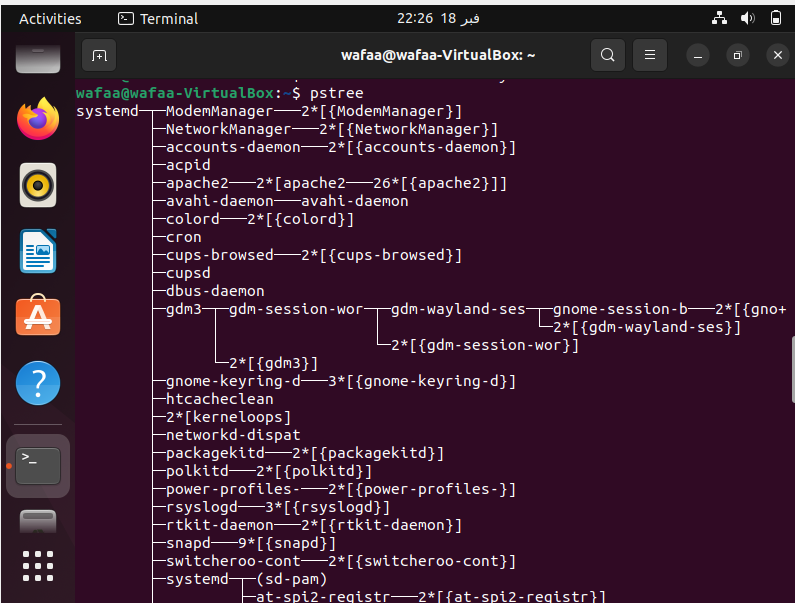 Activities Terminal 22:26 18 فبر
wafaa@wafaa-VirtualBox: ~
wafaa@wafaa-VirtualBox:~$ pstree
systemd─┬─ModemManager───2*[{ModemManager}]
        ├─NetworkManager───2*[{NetworkManager}]
        ├─accounts-daemon───2*[{accounts-daemon}]
        ├─acpid
        ├─apache2───2*[apache2───26*[{apache2}]]
        ├─avahi-daemon───avahi-daemon
        ├─colord───2*[{colord}]
        ├─cron
        ├─cups-browsed───2*[{cups-browsed}]
        ├─cupsd
        ├─dbus-daemon
        ├─gdm3─┬─gdm-session-wor─┬─gdm-wayland-ses─┬─gnome-session-b───2*[{gno+
        │      │                 │                 └─2*[{gdm-wayland-ses}]
        │      │                 └─2*[{gdm-session-wor}]
        │      └─2*[{gdm3}]
        ├─gnome-keyring-d───3*[{gnome-keyring-d}]
        ├─htcacheclean
        ├─2*[kerneloops]
        ├─networkd-dispat
        ├─packagekitd───2*[{packagekitd}]
        ├─polkitd───2*[{polkitd}]
        ├─power-profiles-───2*[{power-profiles-}]
        ├─rsyslogd───3*[{rsyslogd}]
        ├─rtkit-daemon───2*[{rtkit-daemon}]
        ├─snapd───9*[{snapd}]
        ├─switcheroo-cont───2*[{switcheroo-cont}]
        ├─systemd─┬─(sd-pam)
        │         ├─at-spi2-registr───2*[{at-spi2-registr}]